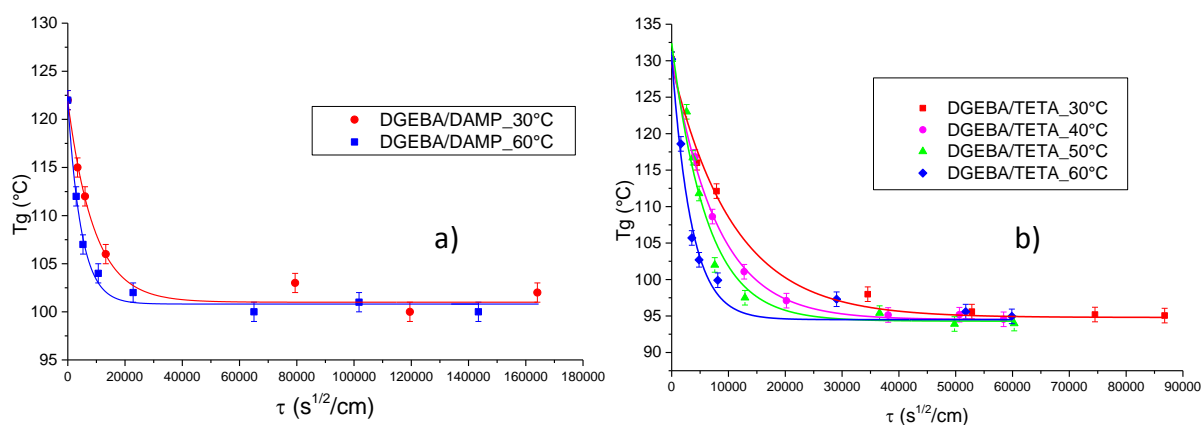 130
125
120
115
110
105
100
95
Tg (°C)
0 20000 40000 60000 80000 100000 120000 140000 160000 180000
τ (s1/2/cm)
DGEBA/DAMP_30°C
DGEBA/DAMP_60°C
a)
135
130
125
120
115
110
105
100
95
90
Tg (°C)
0 10000 20000 30000 40000 50000 60000 70000 80000 90000
τ (s1/2/cm)
DGEBA/TETA_30°C
DGEBA/TETA_40°C
DGEBA/TETA_50°C
DGEBA/TETA_60°C
b)